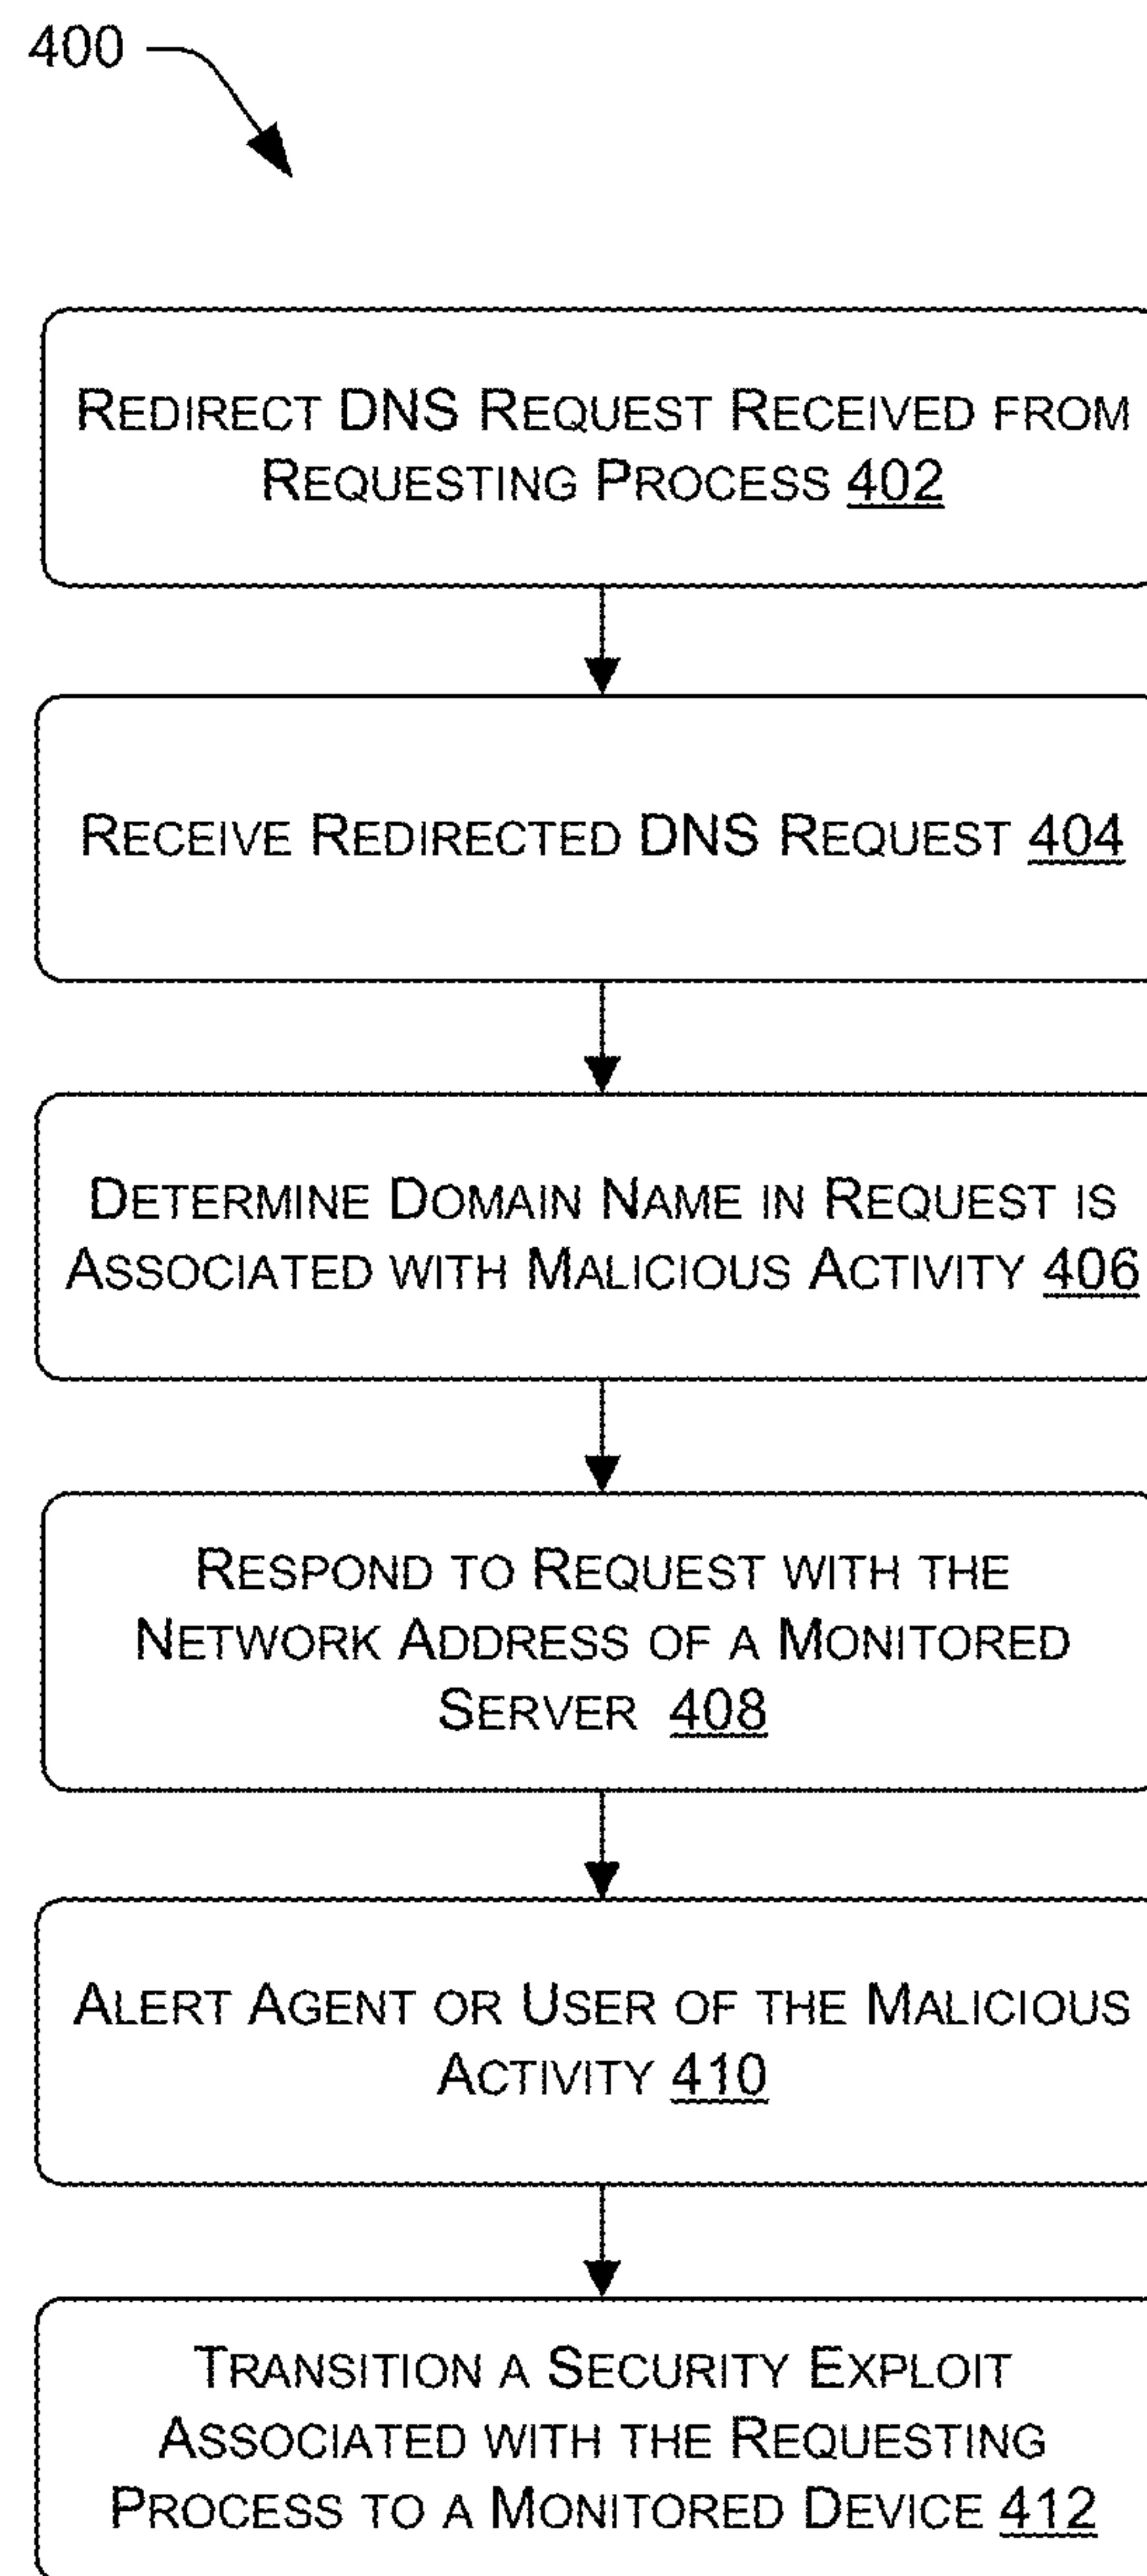 400
REDIRECT DNS REQUEST RECEIVED FROM
REQUESTING PROCESS 402
RECEIVE REDIRECTED DNS REQUEST 404
DETERMINE DOMAIN NAME IN REQUEST IS
ASSOCIATED WITH MALICIOUS ACTIVITY 406
RESPOND TO REQUEST WITH THE
NETWORK ADDRESS OF A MONITORED
SERVER 408
ALERT AGENT OR USER OF THE MALICIOUS
ACTIVITY 410
TRANSITION A SECURITY EXPLOIT
ASSOCIATED WITH THE REQUESTING
PROCESS TO A MONITORED DEVICE 412